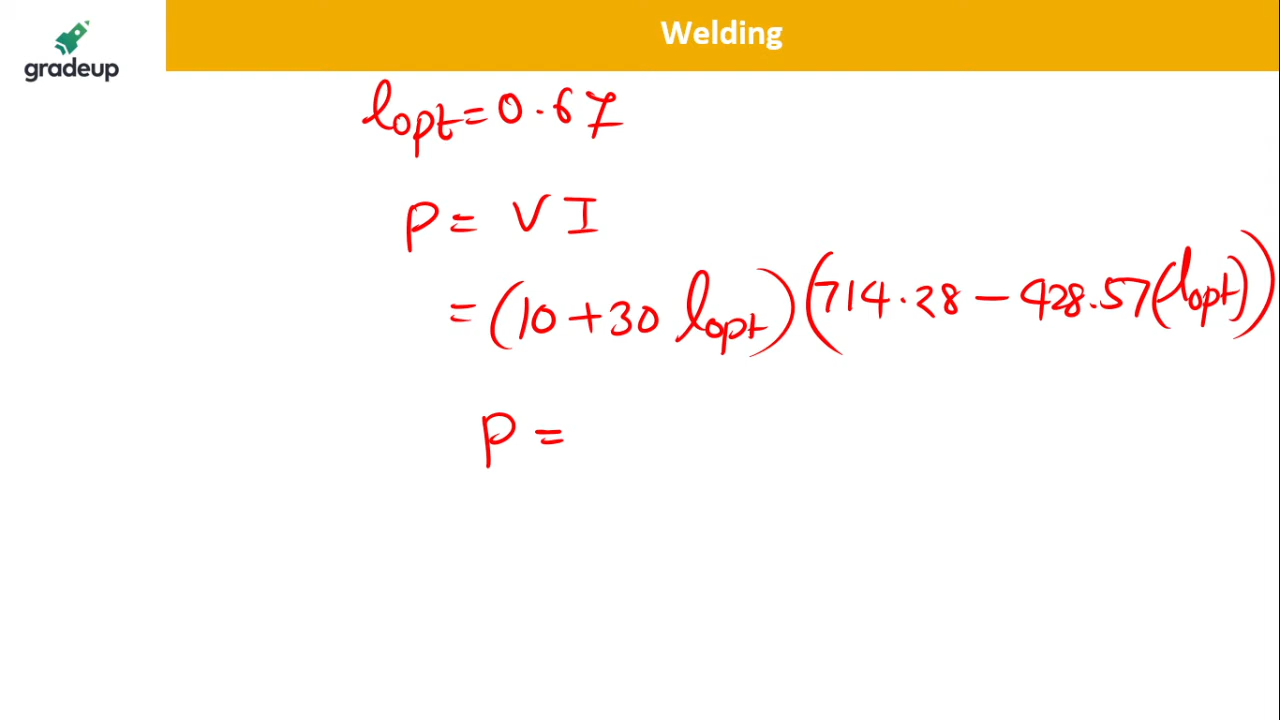 Welding
gradeup
lopt = 0.67
P = V I
= (10 + 30 lopt) (714.28 – 428.57(lopt))
P =